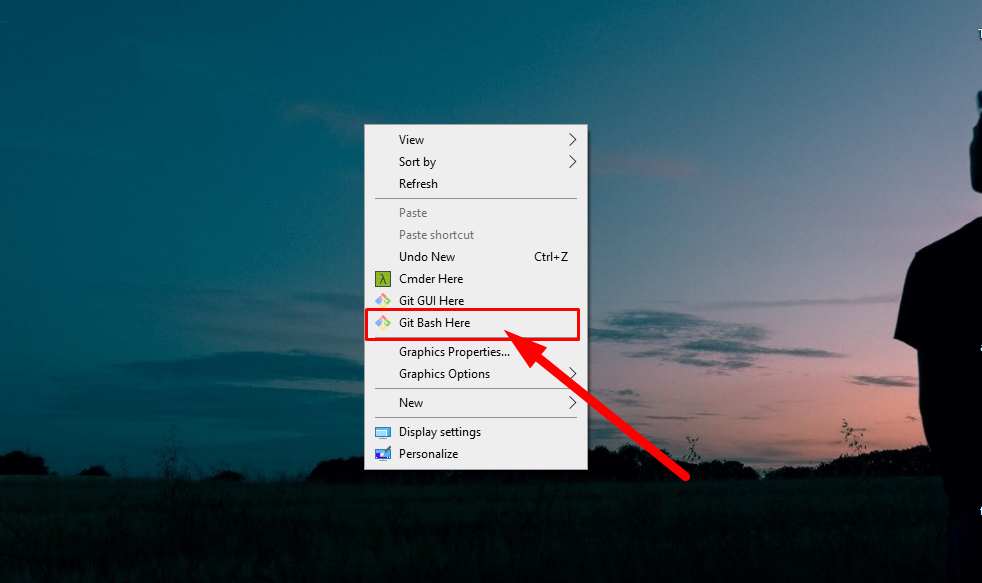 View
Sort by
Refresh
Paste
Paste shortcut
Undo New Ctrl+Z
Cmder Here
Git GUI Here
Git Bash Here
Graphics Properties...
Graphics Options
New
Display settings
Personalize